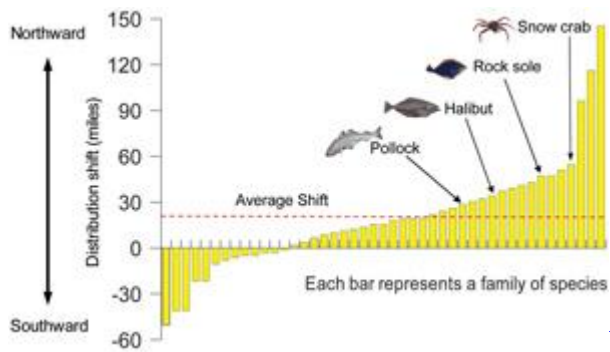 Northward
Southward
Distribution shift (miles)
150
120
90
60
30
0
-30
-60
Snow crab
Rock sole
Halibut
Pollock
Average Shift
Each bar represents a family of species